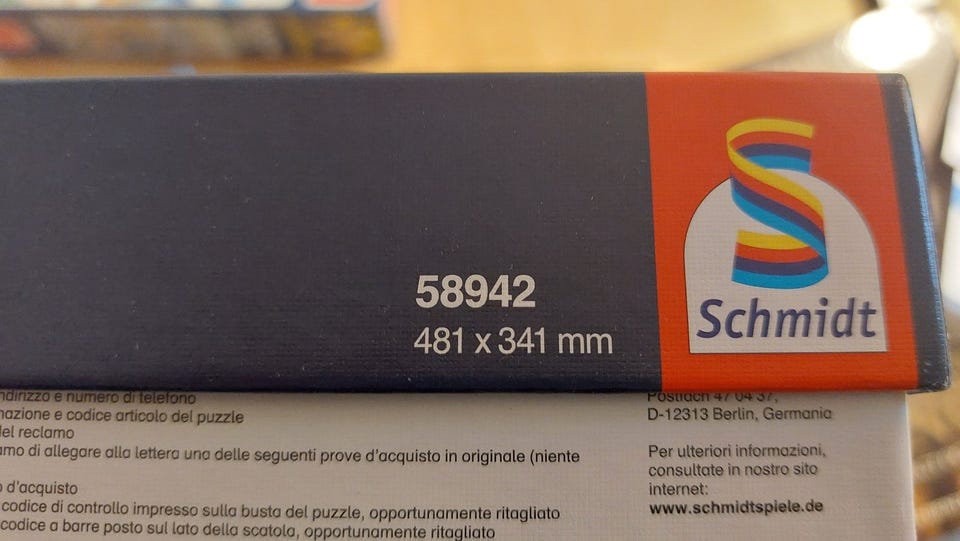 58942
481 x 341 mm
Schmidt
indirizzo e numero di telefono
codice articolo del puzzle
del reclamo
di allegare alla lettera una delle seguenti prove d'acquisto in originale (niente
d'acquisto
codice di controllo impresso sulla busta del puzzle, opportunamente ritagliato
codice a barre posto sul lato della scatola, opportunamente ritagliato
Postfach 47 04 37,
D-12313 Berlin, Germania
Per ulteriori informazioni,
consultate in nostro sito
internet:
www.schmidtspiele.de